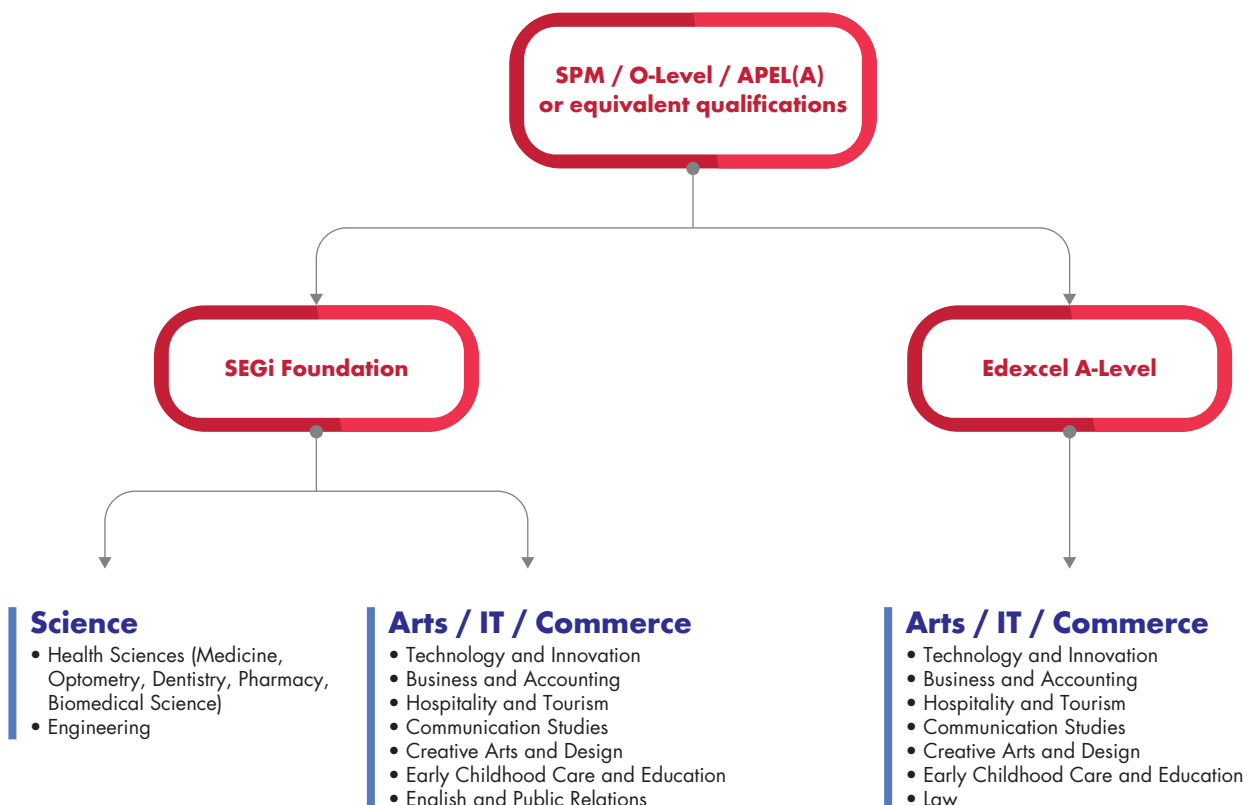 SPM / O-Level / APEL(A)
or equivalent qualifications
SEGi Foundation
Edexcel A-Level
Science
• Health Sciences (Medicine,
Optometry, Dentistry, Pharmacy,
Biomedical Science)
• Engineering
Arts / IT / Commerce
• Technology and Innovation
• Business and Accounting
• Hospitality and Tourism
• Communication Studies
• Creative Arts and Design
• Early Childhood Care and Education
• English and Public Relations
Arts / IT / Commerce
• Technology and Innovation
• Business and Accounting
• Hospitality and Tourism
• Communication Studies
• Creative Arts and Design
• Early Childhood Care and Education
• Law